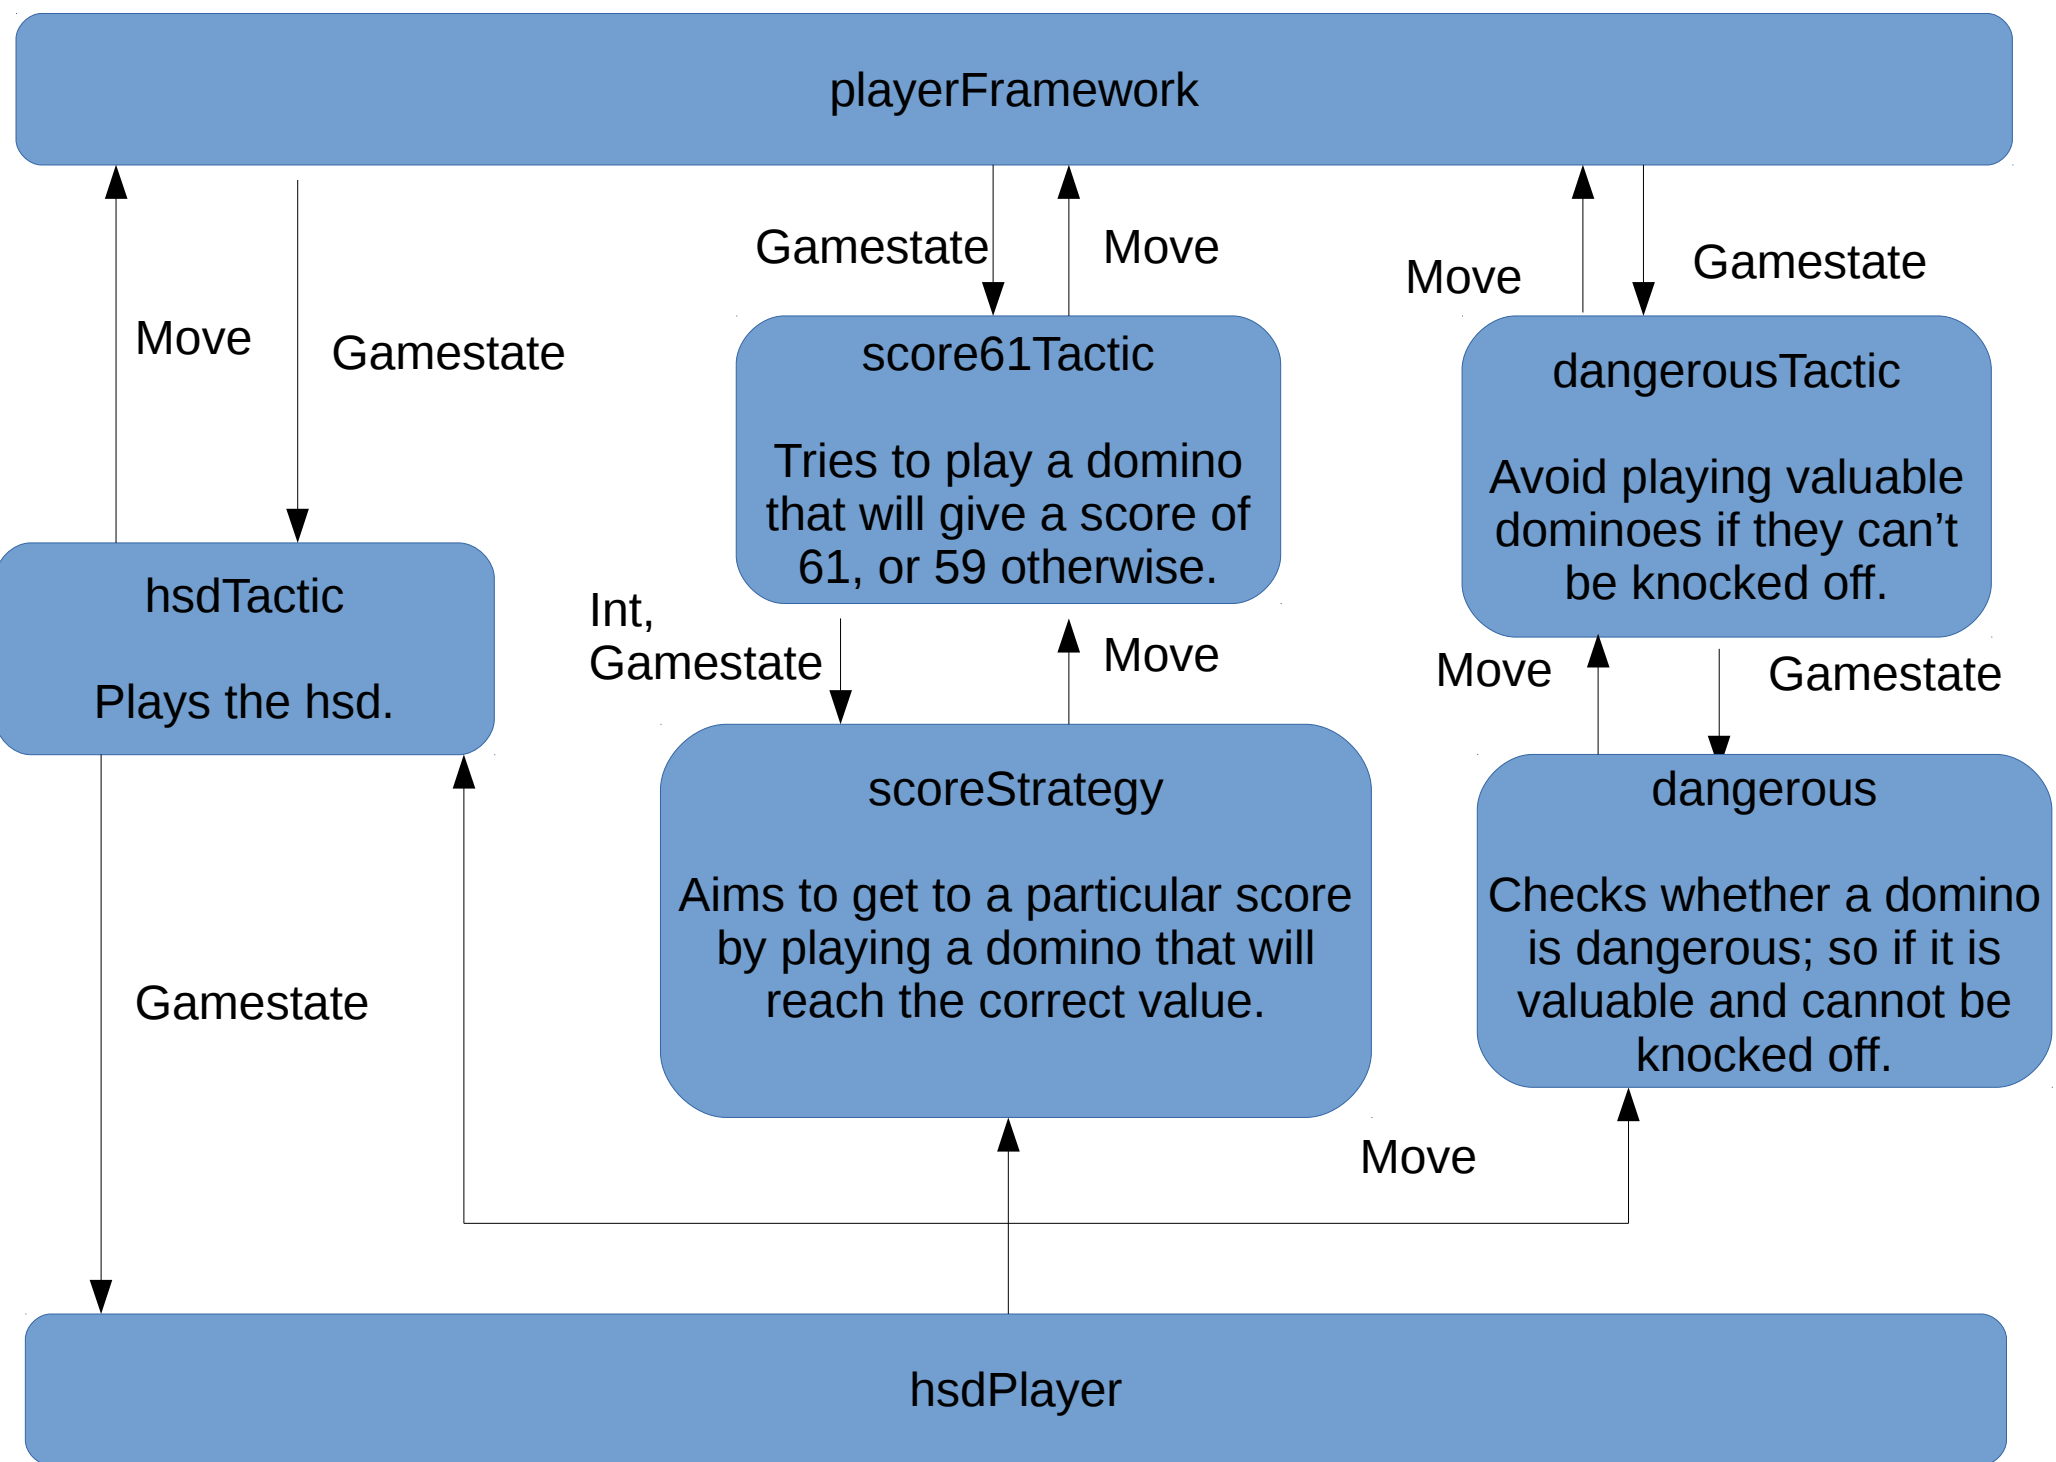 playerFramework
Gamestate
Move
Move
Gamestate
Move
Gamestate
score61Tactic
Tries to play a domino
that will give a score of
61, or 59 otherwise.
dangerousTactic
Avoid playing valuable
dominoes if they can’t
be knocked off.
hsdTactic
Plays the hsd.
Int,
Gamestate
Move
Move
Gamestate
scoreStrategy
Aims to get to a particular score
by playing a domino that will
reach the correct value.
dangerous
Checks whether a domino
is dangerous; so if it is
valuable and cannot be
knocked off.
Gamestate
Move
hsdPlayer